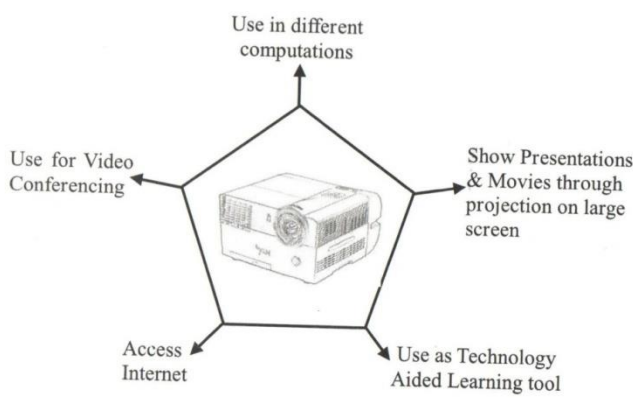 Use in different
computations
Use for Video
Conferencing
Show Presentations
& Movies through
projection on large
screen
Access
Internet
Use as Technology
Aided Learning tool